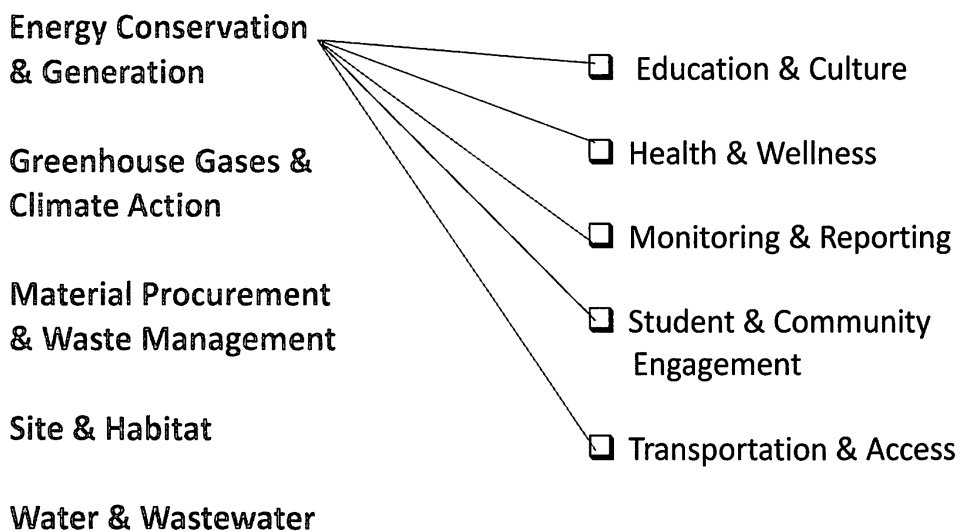 Energy Conservation
& Generation
Greenhouse Gases &
Climate Action
Material Procurement
& Waste Management
Site & Habitat
Water & Wastewater
❑ Education & Culture
❑ Health & Wellness
❑ Monitoring & Reporting
❑ Student & Community
Engagement
❑ Transportation & Access